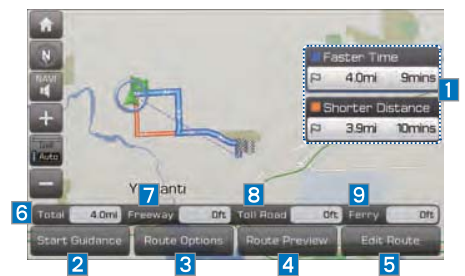 N
NAVI
Faster Time
4.0mi 9mins
1
Shorter Distance
3.9mi 10mins
Auto
6 Total 4.0mi 7 Freeway 0ft 8 Toll Road 0ft 9 Ferry 0ft
Start Guidance Route Options Route Preview Edit Route
2 3 4 5